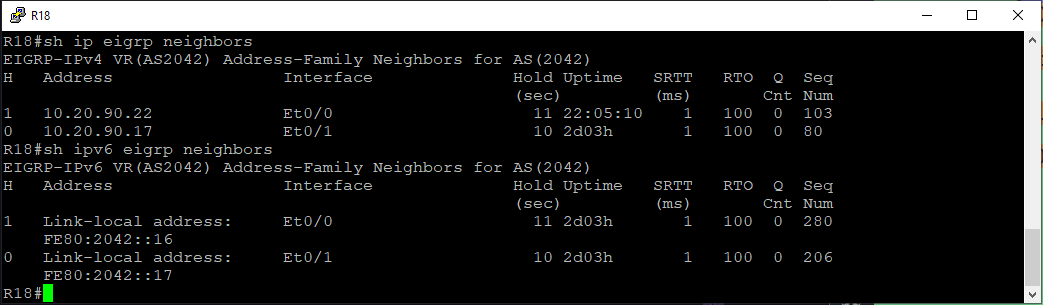 R18
R18#sh ip eigrp neighbors
EIGRP-IPv4 VR(AS2042) Address-Family Neighbors for AS(2042)
H   Address                 Interface              Hold Uptime   SRTT   RTO  Q  Seq
                                                   (sec)         (ms)       Cnt Num
1   10.20.90.22             Et0/0                    11 22:05:10    1   100  0  103
0   10.20.90.17             Et0/1                    10 2d03h       1   100  0  80
R18#sh ipv6 eigrp neighbors
EIGRP-IPv6 VR(AS2042) Address-Family Neighbors for AS(2042)
H   Address                 Interface              Hold Uptime   SRTT   RTO  Q  Seq
                                                   (sec)         (ms)       Cnt Num
1   Link-local address:     Et0/0                    11 2d03h       1   100  0  280
    FE80:2042::16
0   Link-local address:     Et0/1                    10 2d03h       1   100  0  206
    FE80:2042::17
R18#